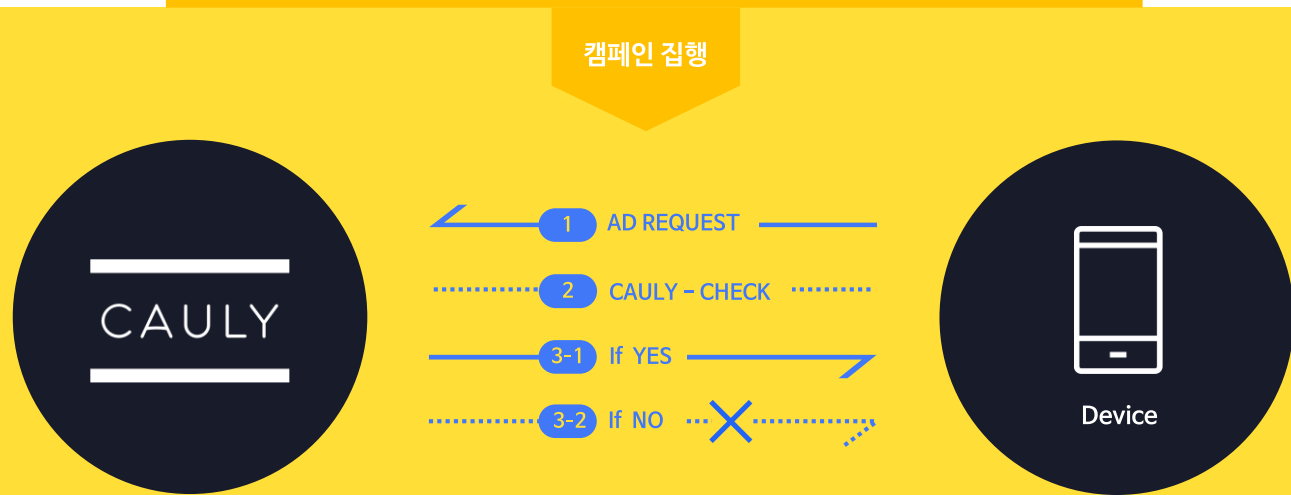 캠페인 집행
1 AD REQUEST
2 CAULY - CHECK
3-1 If YES
3-2 If NO
CAULY
Device